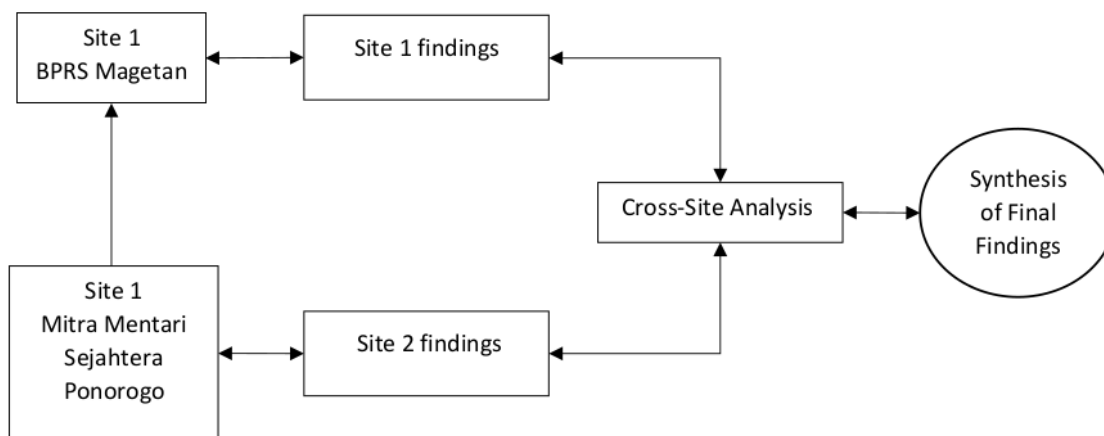 Site 1
BPRS Magetan
Site 1 findings
Cross-Site Analysis
Synthesis
of Final
Findings
Site 1
Mitra Mentari
Sejahtera
Ponorogo
Site 2 findings